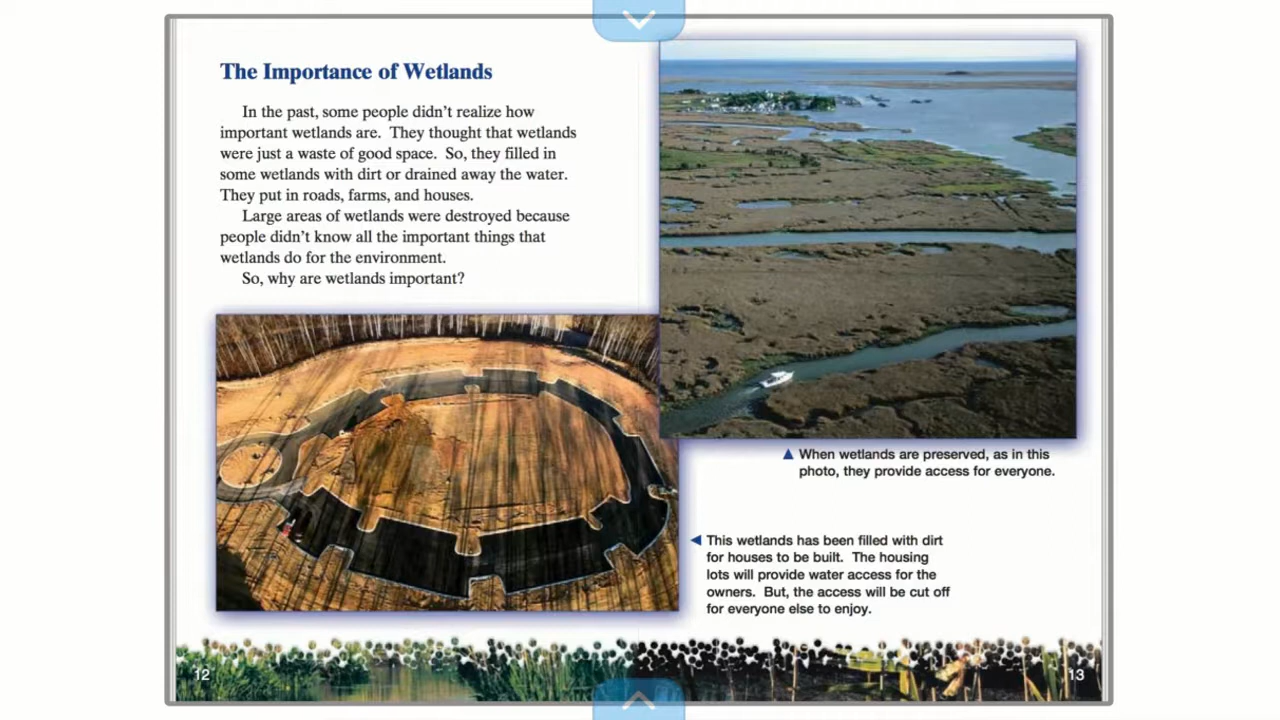 The Importance of Wetlands
In the past, some people didn't realize how
important wetlands are. They thought that wetlands
were just a waste of good space. So, they filled in
some wetlands with dirt or drained away the water.
They put in roads, farms, and houses.
Large areas of wetlands were destroyed because
people didn't know all the important things that
wetlands do for the environment.
So, why are wetlands important?
▲ When wetlands are preserved, as in this
photo, they provide access for everyone.
◀ This wetlands has been filled with dirt
for houses to be built. The housing
lots will provide water access for the
owners. But, the access will be cut off
for everyone else to enjoy.
12
13